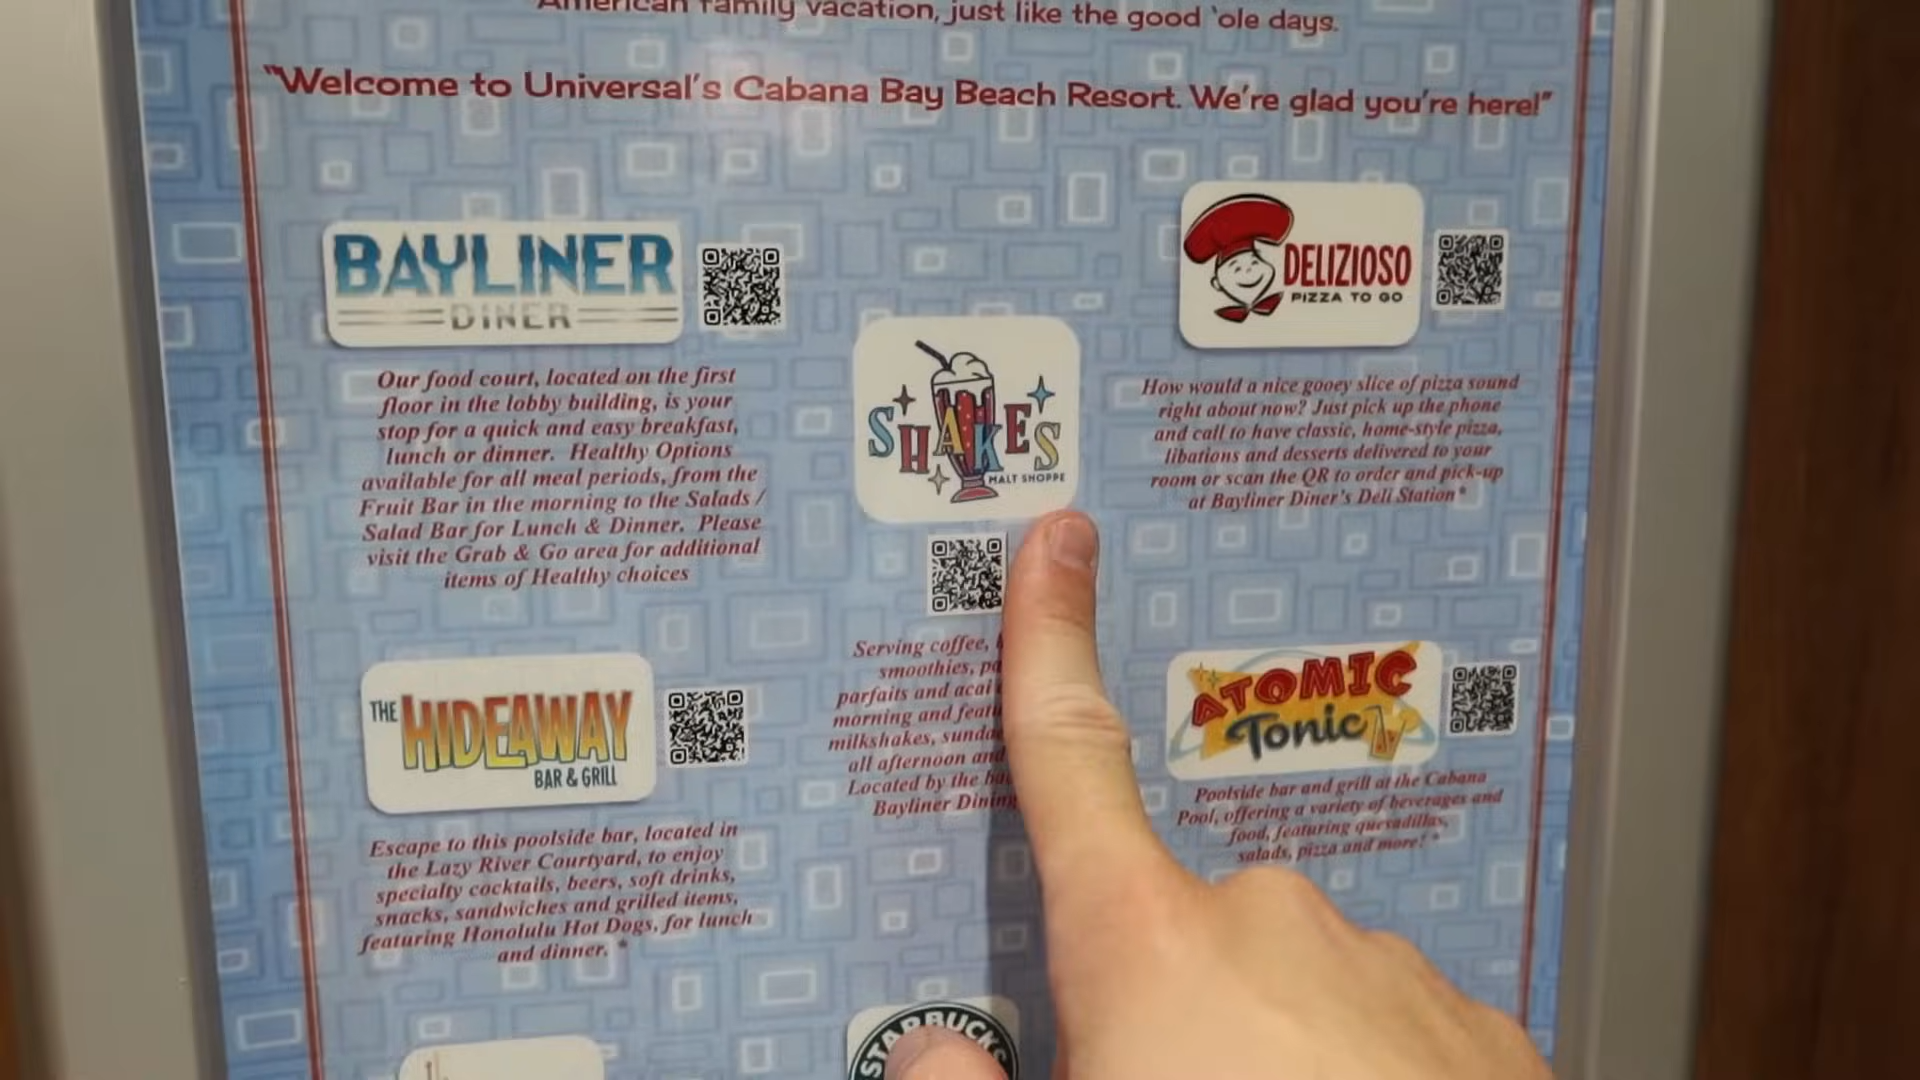 American family vacation, just like the good 'ole days.
"Welcome to Universal's Cabana Bay Beach Resort. We're glad you're here!"
BAYLINER
DINER
Our food court, located on the first
floor in the lobby building, is your
stop for a quick and easy breakfast,
lunch or dinner. Healthy Options
available for all meal periods, from the
Fruit Bar in the morning to the Salads /
Salad Bar for Lunch & Dinner. Please
visit the Grab & Go area for additional
items of Healthy choices
SHAKES
MALT SHOPPE
Serving coffee,
smoothies,
parfaits and acai
morning and
milkshakes,
all afternoon and
Located by the
Bayliner Dining
DELIZIOSO
PIZZA TO GO
How would a nice gooey slice of pizza sound
right about now? Just pick up the phone
and call to have classic, home-style pizza,
libations and desserts delivered to your
room or scan the QR to order and pick-up
at Bayliner Diner's Deli Station*
THE HIDEAWAY
BAR & GRILL
Escape to this poolside bar, located in
the Lazy River Courtyard, to enjoy
specialty cocktails, beers, soft drinks,
snacks, sandwiches and grilled items,
featuring Honolulu Hot Dogs, for lunch
and dinner. *
ATOMIC
Tonic
Poolside bar and grill at the Cabana
Pool, offering a variety of beverages and
food, featuring quesadillas,
salads, pizza and more! *
STARBUCKS